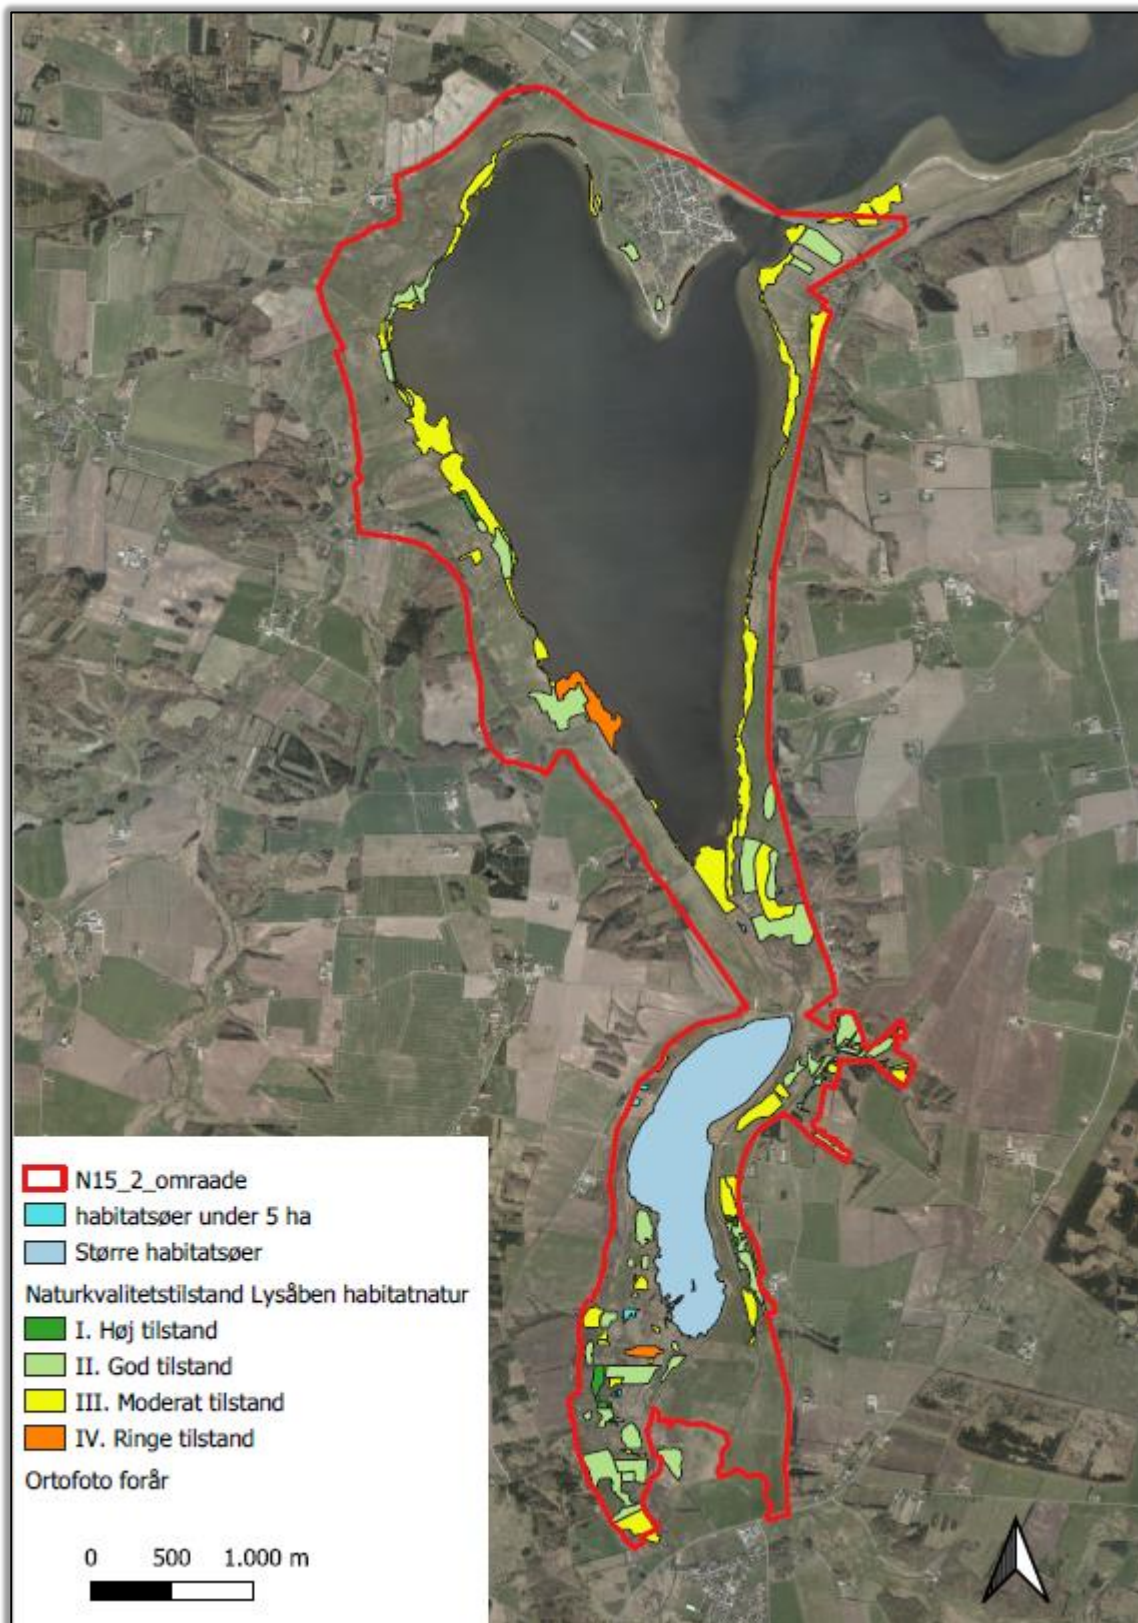 N15_2_omraade
habitatsøer under 5 ha
Større habitatsøer
Naturkvalitetstilstand Lysåben habitatnatur
I. Høj tilstand
II. God tilstand
III. Moderat tilstand
IV. Ringe tilstand
Ortofoto forår
0 500 1.000 m